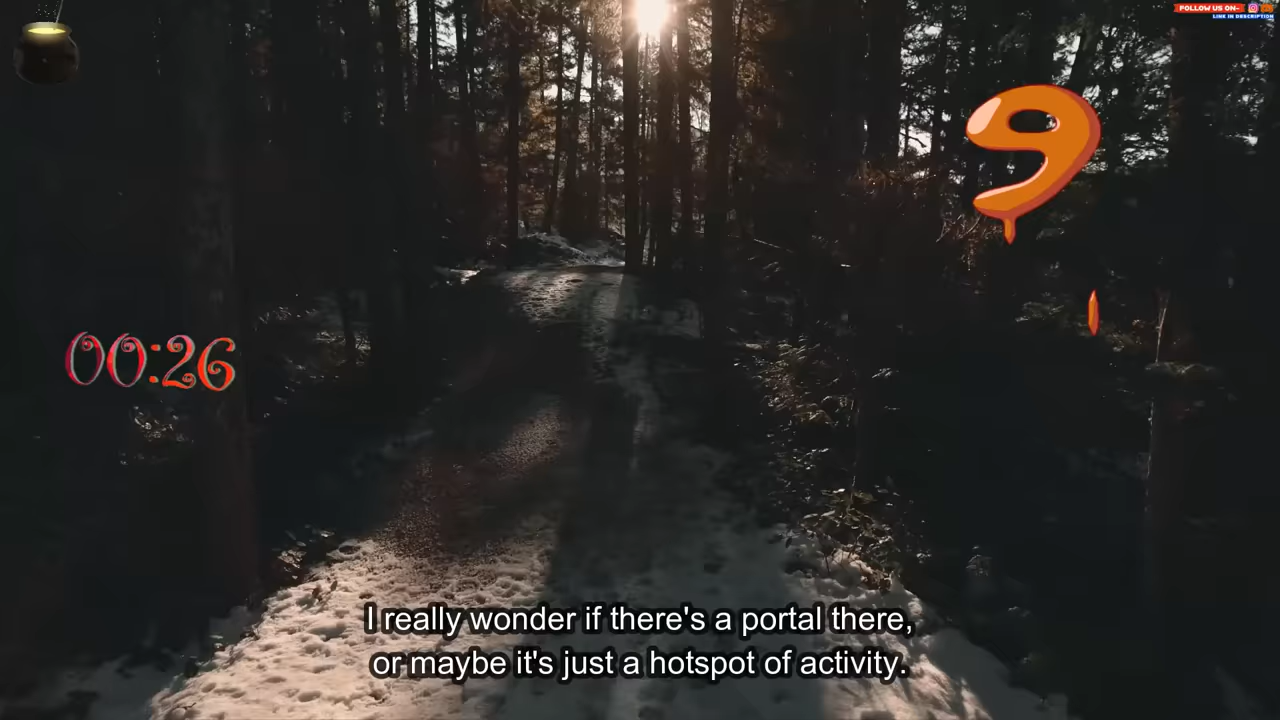 FOLLOW US ON-
LINK IN DESCRIPTION
9
00:26
I really wonder if there's a portal there,
or maybe it's just a hotspot of activity.